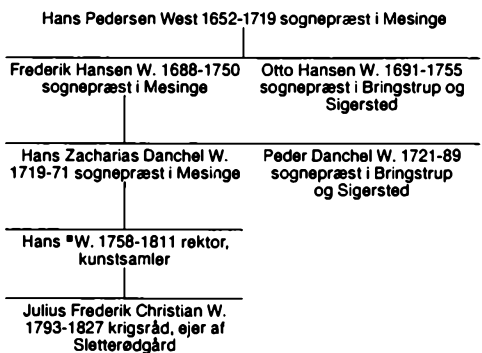 Hans Pedersen West 1652-1719 sognepræst i Mesinge
Frederik Hansen W. 1688-1750
sognepræst i Mesinge
Otto Hansen W. 1691-1755
sognepræst i Bringstrup og
Sigersted
Hans Zacharias Danchel W.
1719-71 sognepræst i Mesinge
Peder Danchel W. 1721-89
sognepræst i Bringstrup
og Sigersted
Hans W. 1758-1811 rektor,
kunstsamler
Julius Frederik Christian W.
1793-1827 krigsråd, ejer af
Sletterødgård